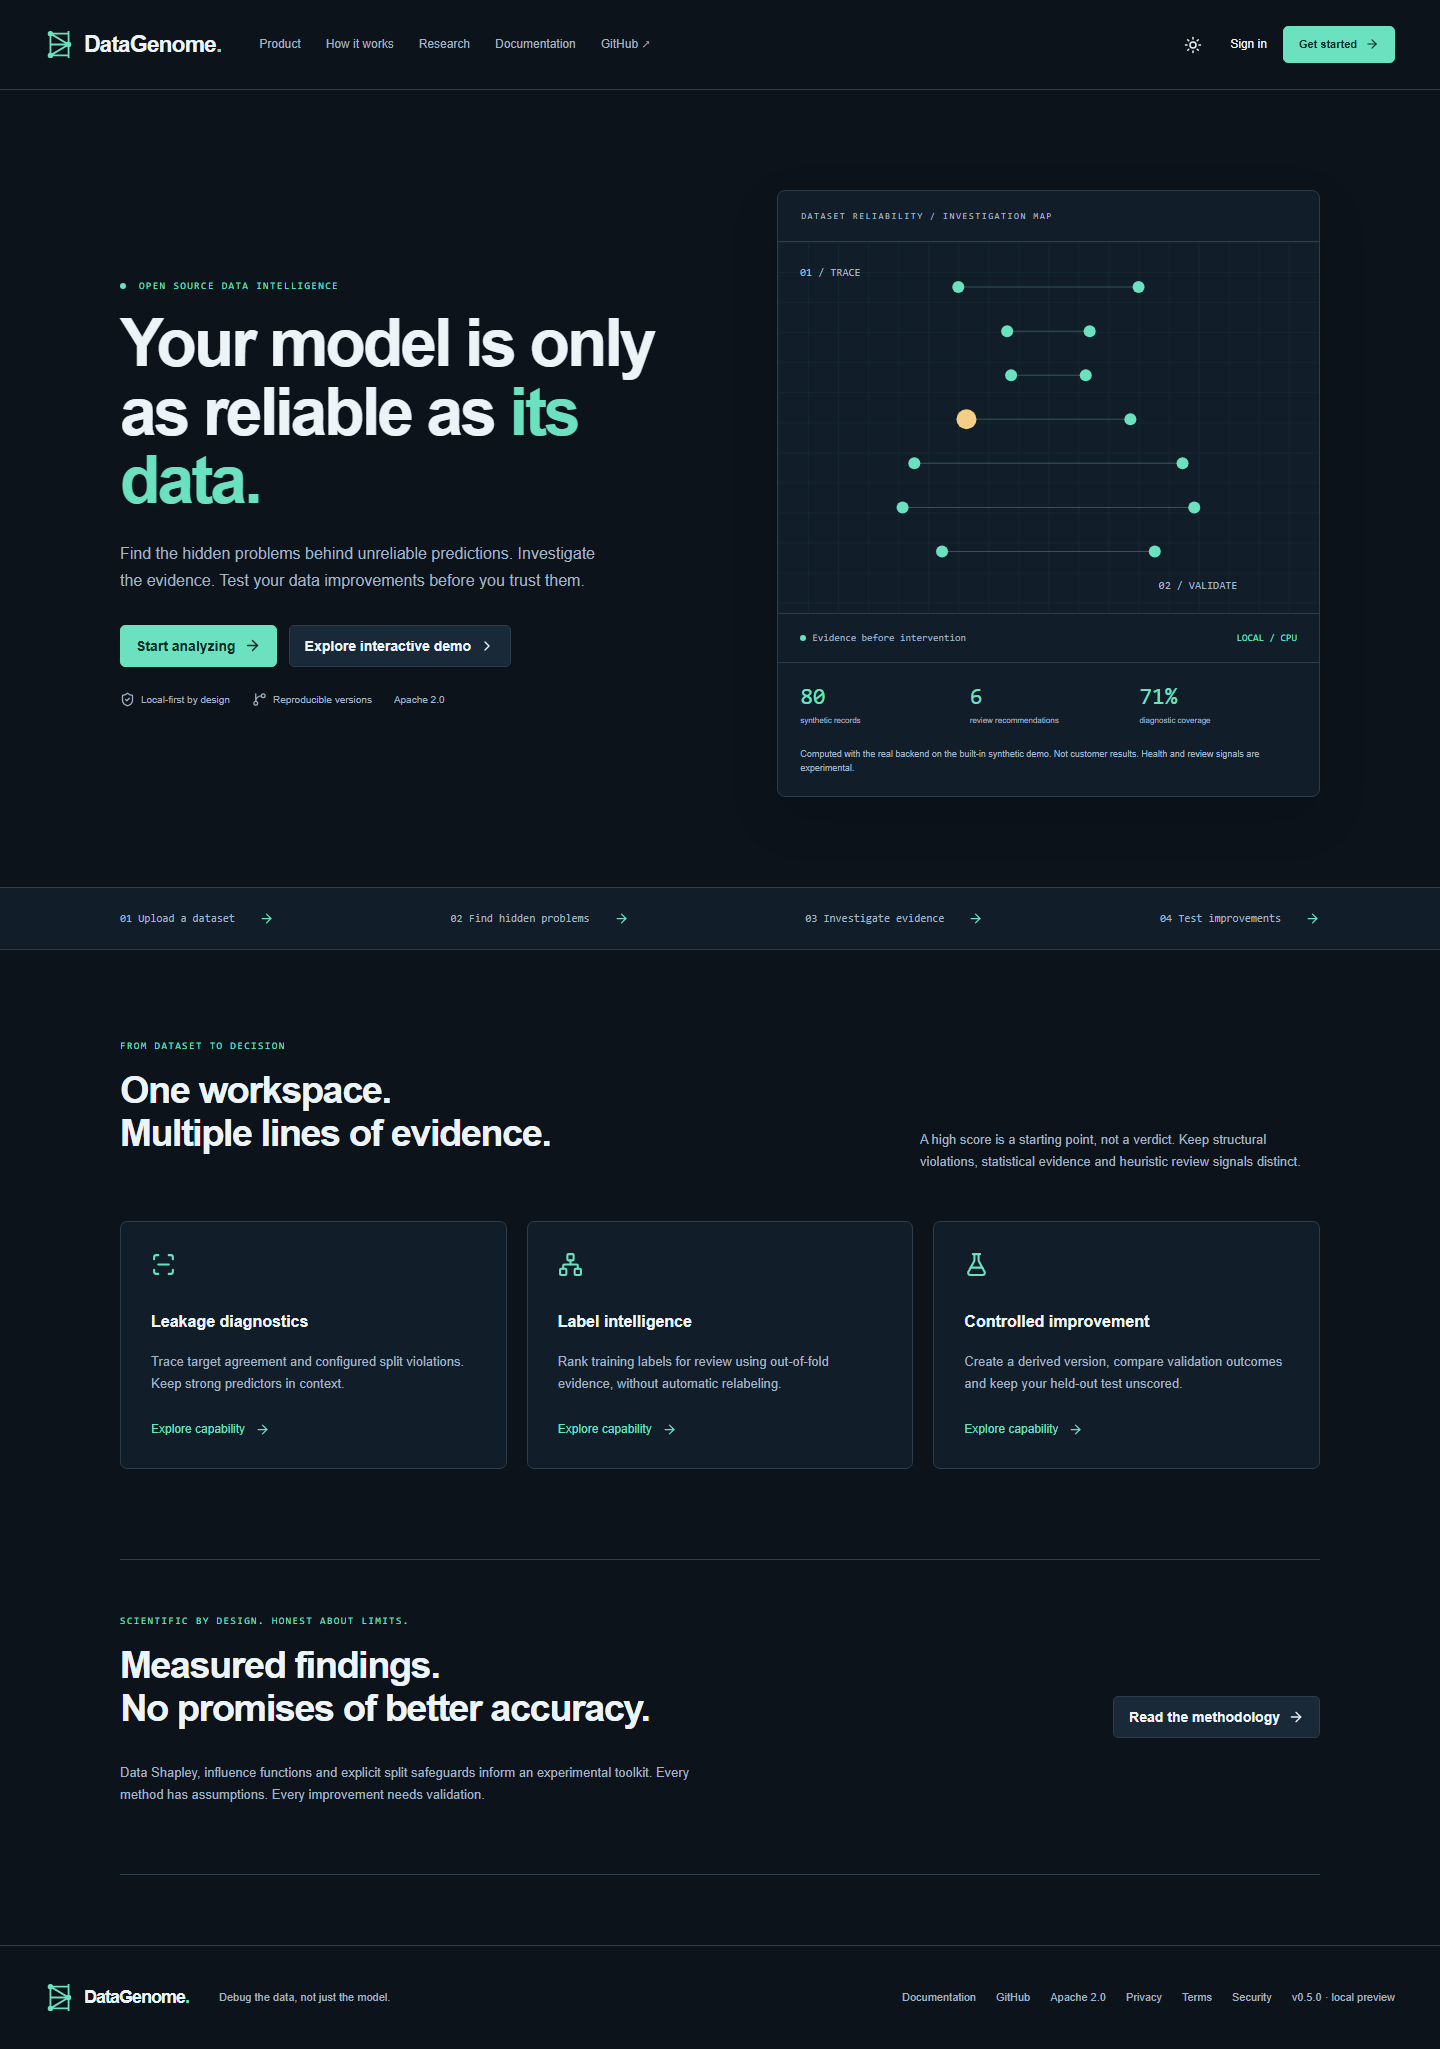 DataGenome.
Product
How it works
Research
Documentation
GitHub ↗
Sign in
Get started
OPEN SOURCE DATA INTELLIGENCE
Your model is only
as reliable as its
data.
Find the hidden problems behind unreliable predictions. Investigate
the evidence. Test your data improvements before you trust them.
Start analyzing
Explore interactive demo
Local-first by design
Reproducible versions
Apache 2.0
DATASET RELIABILITY / INVESTIGATION MAP
01 / TRACE
02 / VALIDATE
Evidence before intervention
LOCAL / CPU
80
synthetic records
6
review recommendations
71%
diagnostic coverage
Computed with the real backend on the built-in synthetic demo. Not customer results. Health and review signals are
experimental.
01 Upload a dataset
02 Find hidden problems
03 Investigate evidence
04 Test improvements
FROM DATASET TO DECISION
One workspace.
Multiple lines of evidence.
A high score is a starting point, not a verdict. Keep structural
violations, statistical evidence and heuristic review signals distinct.
Leakage diagnostics
Trace target agreement and configured split violations.
Keep strong predictors in context.
Explore capability
Label intelligence
Rank training labels for review using out-of-fold
evidence, without automatic relabeling.
Explore capability
Controlled improvement
Create a derived version, compare validation outcomes
and keep your held-out test unscored.
Explore capability
SCIENTIFIC BY DESIGN. HONEST ABOUT LIMITS.
Measured findings.
No promises of better accuracy.
Data Shapley, influence functions and explicit split safeguards inform an experimental toolkit. Every
method has assumptions. Every improvement needs validation.
Read the methodology
DataGenome.
Debug the data, not just the model.
Documentation
GitHub
Apache 2.0
Privacy
Terms
Security
v0.5.0 · local preview